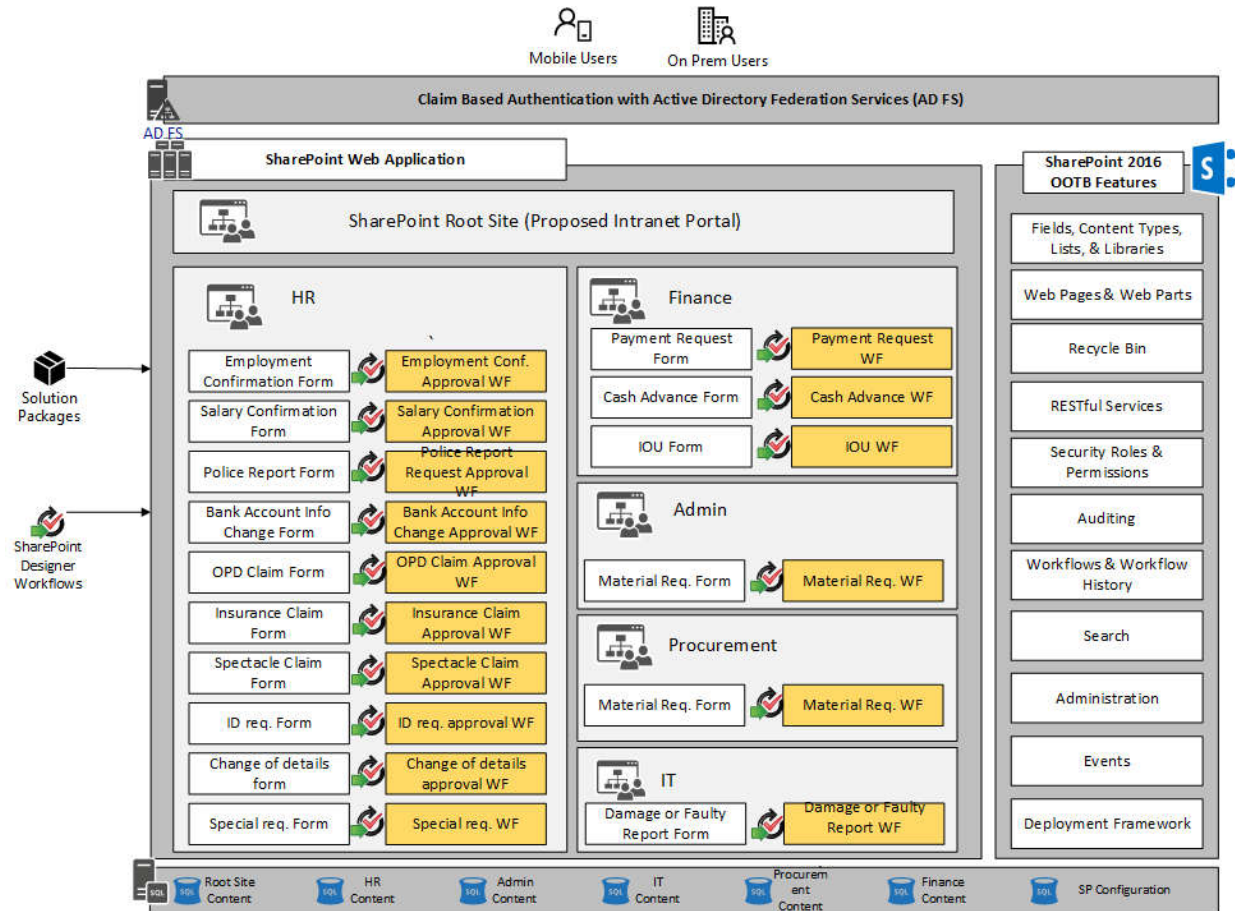 Mobile Users
On Prem Users
Claim Based Authentication with Active Directory Federation Services (AD FS)
AD FS
SharePoint Web Application
SharePoint Root Site (Proposed Intranet Portal)
HR
Employment
Confirmation Form
Employment Conf.
Approval WF
Salary Confirmation
Form
Salary Confirmation
Approval WF
Police Report Form
Police Report
Request Approval
WF
Bank Account Info
Change Form
Bank Account Info
Change Approval WF
OPD Claim Form
OPD Claim Approval
WF
Insurance Claim
Form
Insurance Claim
Approval WF
Spectacle Claim
Form
Spectacle Claim
Approval WF
ID req. Form
ID req. approval WF
Change of details
form
Change of details
approval WF
Special req. Form
Special req. WF
Finance
Payment Request
Form
Payment Request
WF
Cash Advance Form
Cash Advance WF
IOU Form
IOU WF
Admin
Material Req. Form
Material Req. WF
Procurement
Material Req. Form
Material Req. WF
IT
Damage or Faulty
Report Form
Damage or Faulty
Report WF
SharePoint 2016
OOTB Features
S
Fields, Content Types,
Lists, & Libraries
Web Pages & Web Parts
Recycle Bin
RESTful Services
Security Roles &
Permissions
Auditing
Workflows & Workflow
History
Search
Administration
Events
Deployment Framework
Solution
Packages
SharePoint
Designer
Workflows
SQL
SQL
Root Site
Content
SQL
HR
Content
SQL
Admin
Content
SQL
IT
Content
SQL
Procurem
ent
Content
SQL
Finance
Content
SQL
SP Configuration